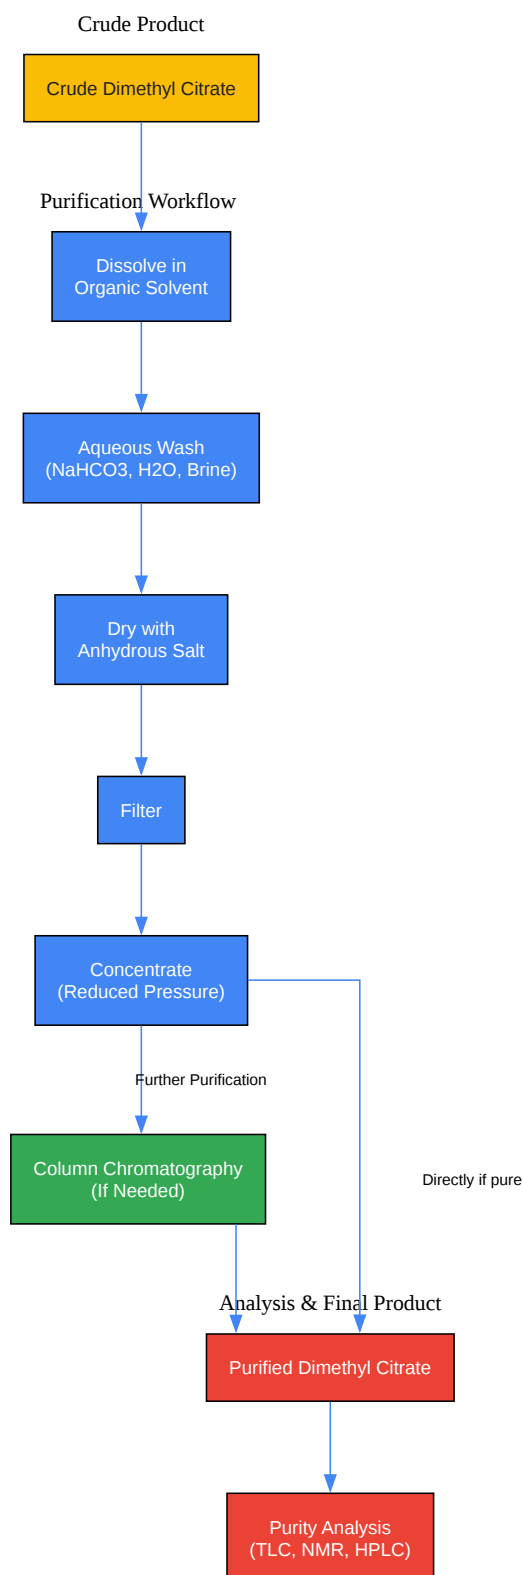 Crude Product
Crude Dimethyl Citrate
Purification Workflow
Dissolve in
Organic Solvent
Aqueous Wash
(NaHCO3, H2O, Brine)
Dry with
Anhydrous Salt
Filter
Concentrate
(Reduced Pressure)
Further Purification
Column Chromatography
(If Needed)
Directly if pure
Analysis & Final Product
Purified Dimethyl Citrate
Purity Analysis
(TLC, NMR, HPLC)